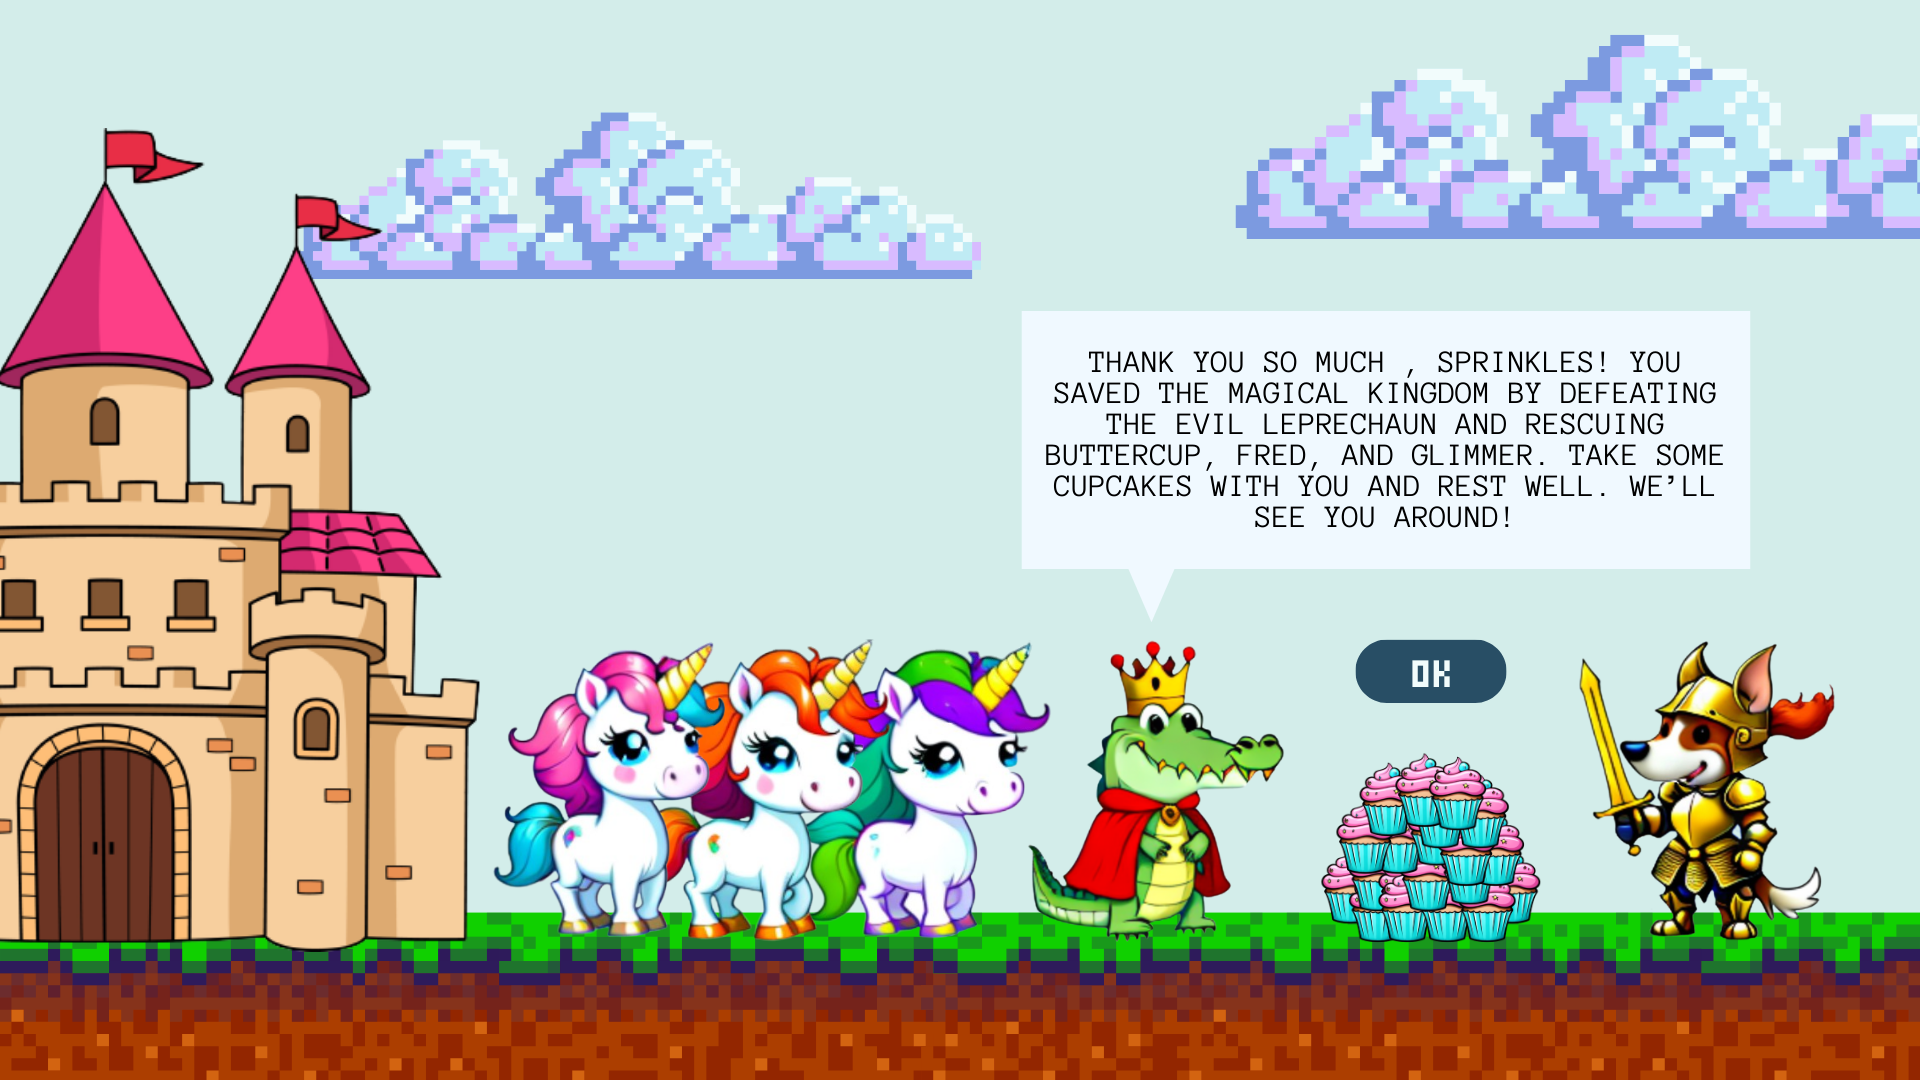 THANK YOU SO MUCH , SPRINKLES! YOU
SAVED THE MAGICAL KINGDOM BY DEFEATING
THE EVIL LEPRECHAUN AND RESCUING
BUTTERCUP, FRED, AND GLIMMER. TAKE SOME
CUPCAKES WITH YOU AND REST WELL. WE’LL
SEE YOU AROUND!
OK